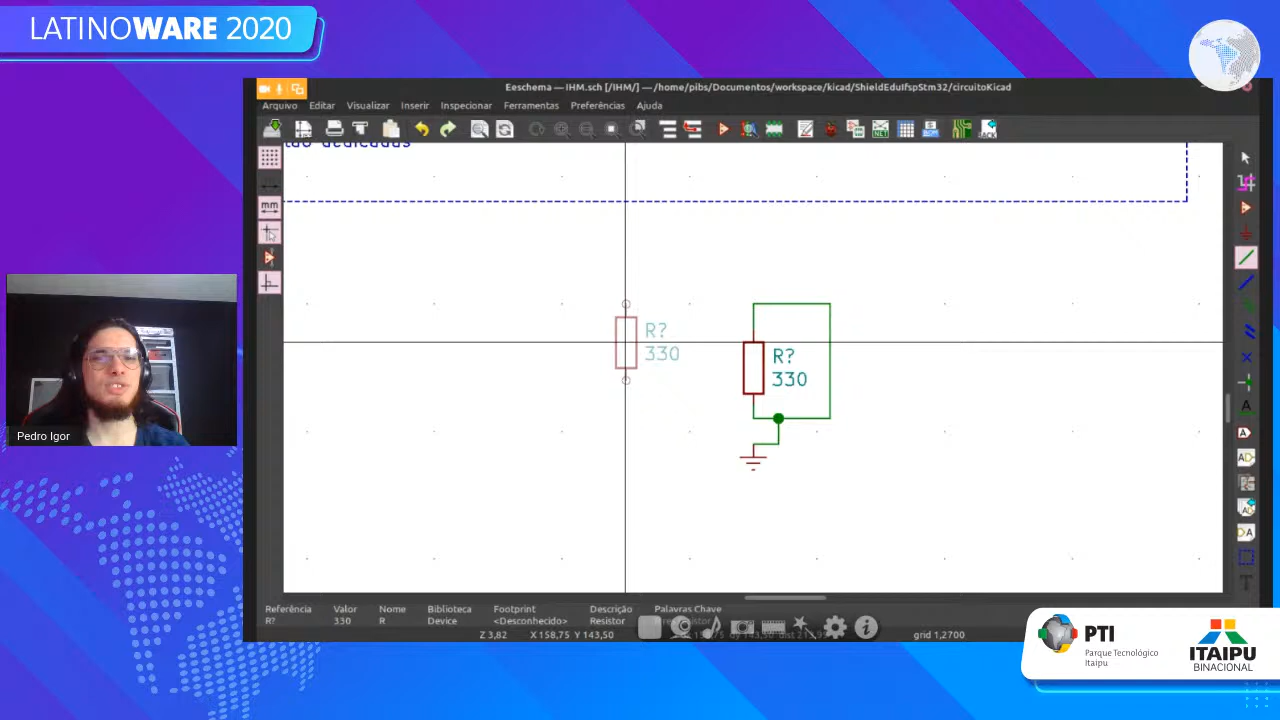 LATINOWARE 2020
Eeschema — IHM.sch [/IHM/] — /home/pibs/Documentos/workspace/kicad/ShieldEduIfspStm32/circuitoKicad
Arquivo Editar Visualizar Inserir Inspecionar Ferramentas Preferências Ajuda
dedicadas
mm
R?
330
R?
330
Pedro Igor
Referência Valor Nome Biblioteca Footprint Descrição Palavras Chave
R? 330 R Device <Desconhecido> Resistor
Z 3,82 X 158,75 Y 143,50 grid 1,2700
PTI
Parque Tecnológico
Itaipu
ITAIPU
BINACIONAL